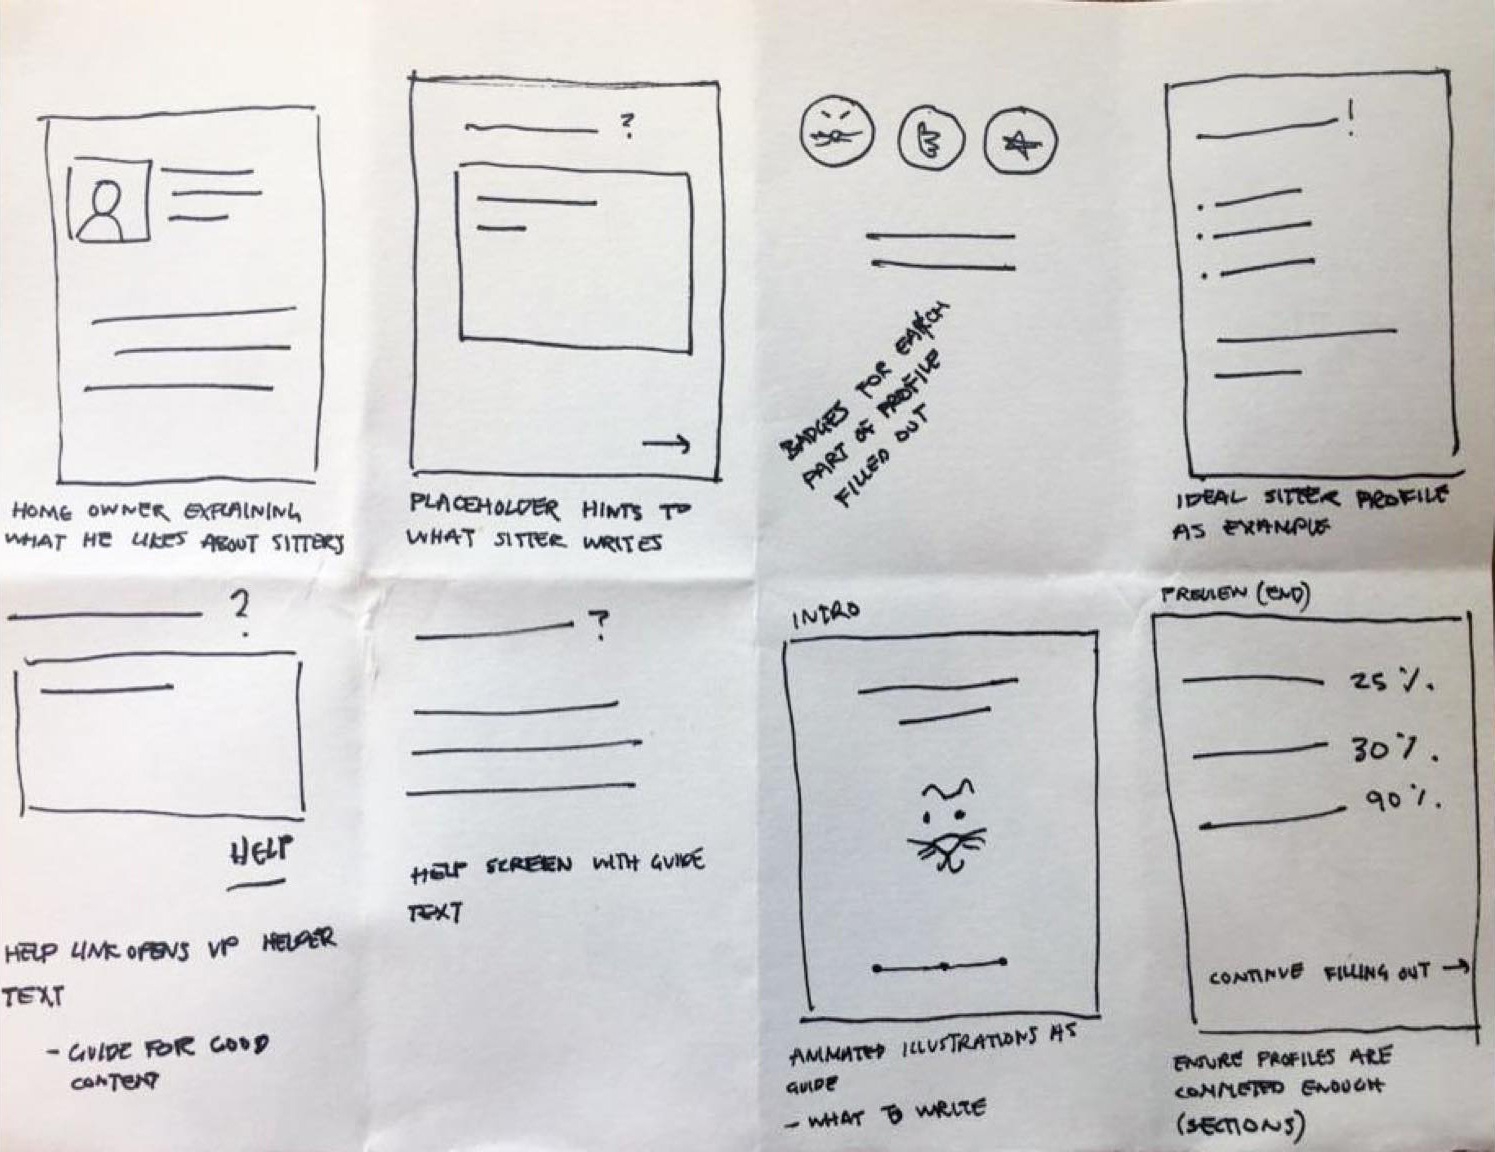 ?
!
HOME OWNER EXPLAINING
WHAT HE LIKES ABOUT SITTERS
PLACEHOLDER HINTS TO
WHAT SITTER WRITES
BADGES FOR EARCH
PART OF PROFILE
FILLED OUT
IDEAL SITTER PROFILE
AS EXAMPLE
?
HELP
HELP LINK OPENS UP HELPER
TEXT
- GUIDE FOR GOOD
CONTENT
?
HELP SCREEN WITH GUIDE
TEXT
INTRO
ANIMATED ILLUSTRATIONS AS
GUIDE
- WHAT TO WRITE
PREVIEW (END)
25%.
30%.
90%.
CONTINUE FILLING OUT →
ENSURE PROFILES ARE
COMPLETED ENOUGH
(SECTIONS)